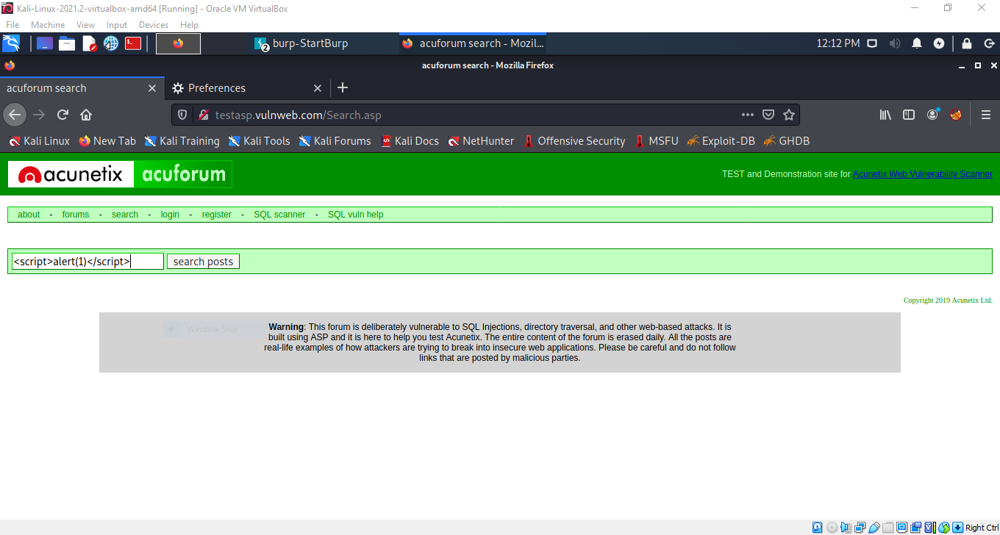 Kali-Linux-2021.2-virtualbox-amd64 [Running] - Oracle VM VirtualBox
File Machine View Input Devices Help
burp-StartBurp acuforum search - Mozil... 12:12 PM
2
acuforum search - Mozilla Firefox
acuforum search Preferences
testasp.vulnweb.com/Search.asp
Kali Linux New Tab Kali Training Kali Tools Kali Forums Kali Docs NetHunter Offensive Security MSFU Exploit-DB GHDB
acunetix acuforum TEST and Demonstration site for Acunetix Web Vulnerability Scanner
about - forums - search - login - register - SQL scanner - SQL vuln help
<script>alert(1)</script> search posts
Copyright 2019 Acunetix Ltd.
Window Snip
Warning: This forum is deliberately vulnerable to SQL Injections, directory traversal, and other web-based attacks. It is
built using ASP and it is here to help you test Acunetix. The entire content of the forum is erased daily. All the posts are
real-life examples of how attackers are trying to break into insecure web applications. Please be careful and do not follow
links that are posted by malicious parties.
Right Ctrl